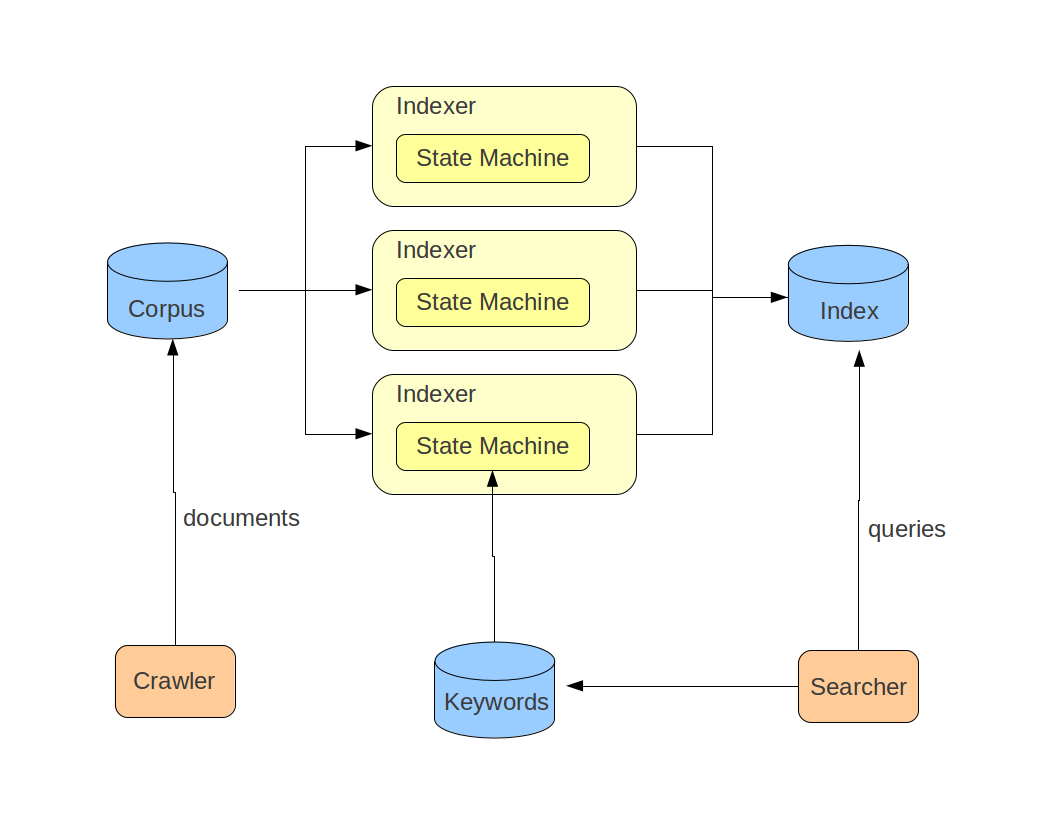 Indexer
State Machine
Indexer
State Machine
Corpus
Index
Indexer
State Machine
documents
queries
Crawler
Keywords
Searcher